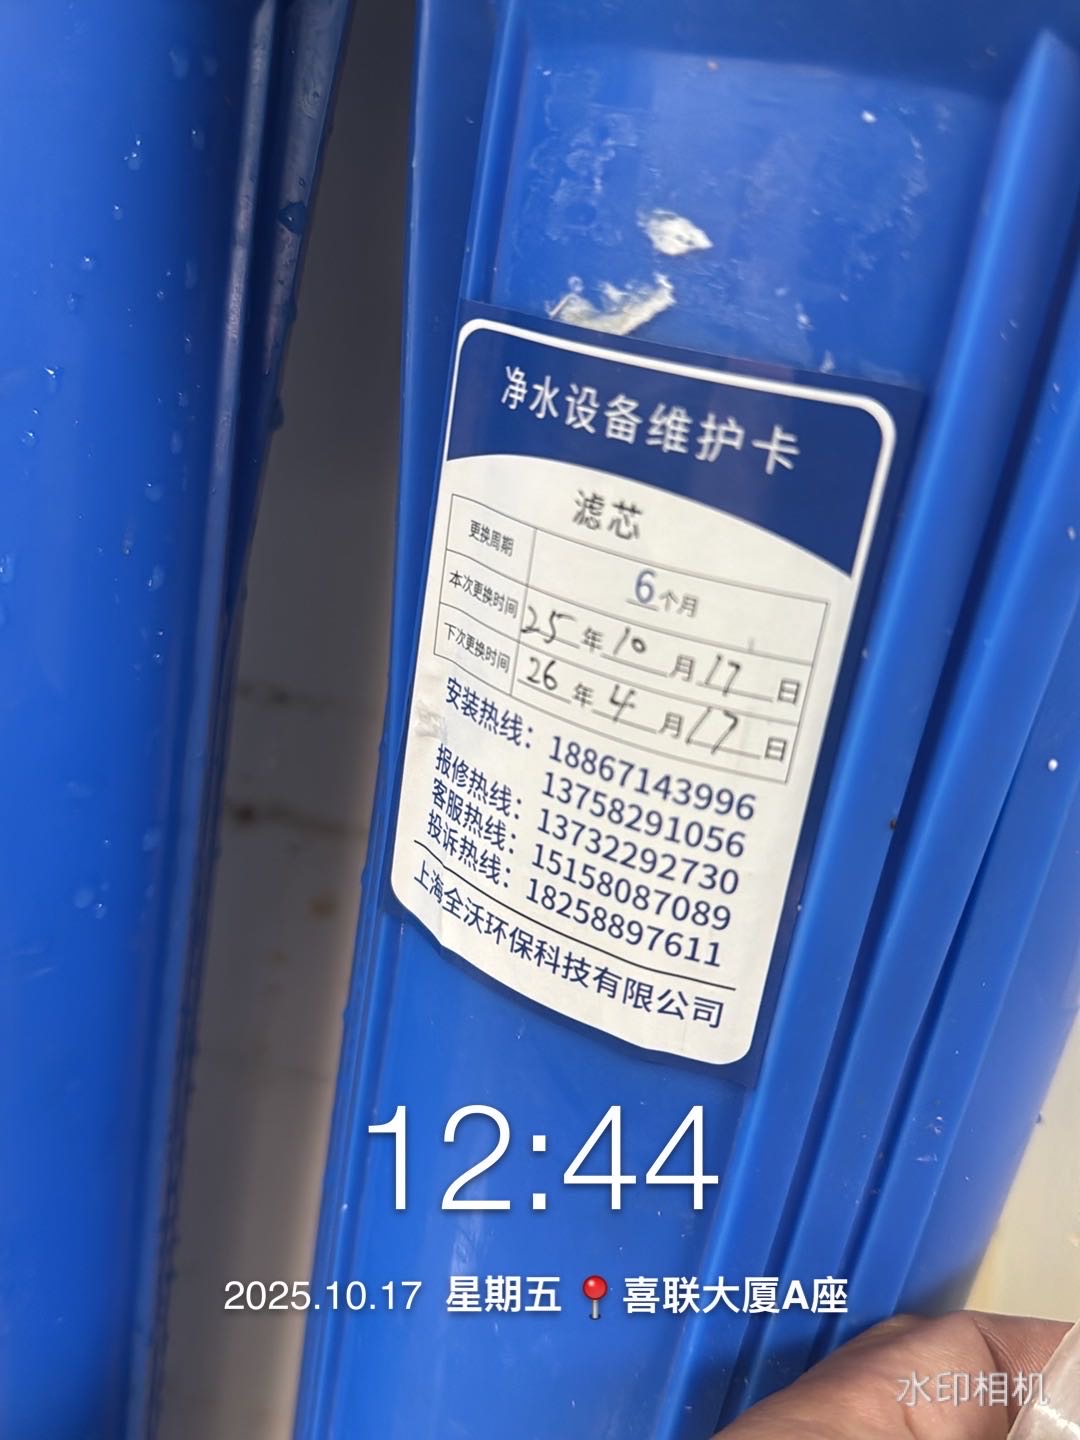 净水设备维护卡
滤芯
更换周期 6个月
本次更换时间 25年10月17日
下次更换时间 26年4月17日
安装热线：18867143996
13758291056
报修热线：13732292730
客服热线：15158087089
投诉热线：18258897611
上海全沃环保科技有限公司
12:44
2025.10.17 星期五 📍喜联大厦A座
水印相机